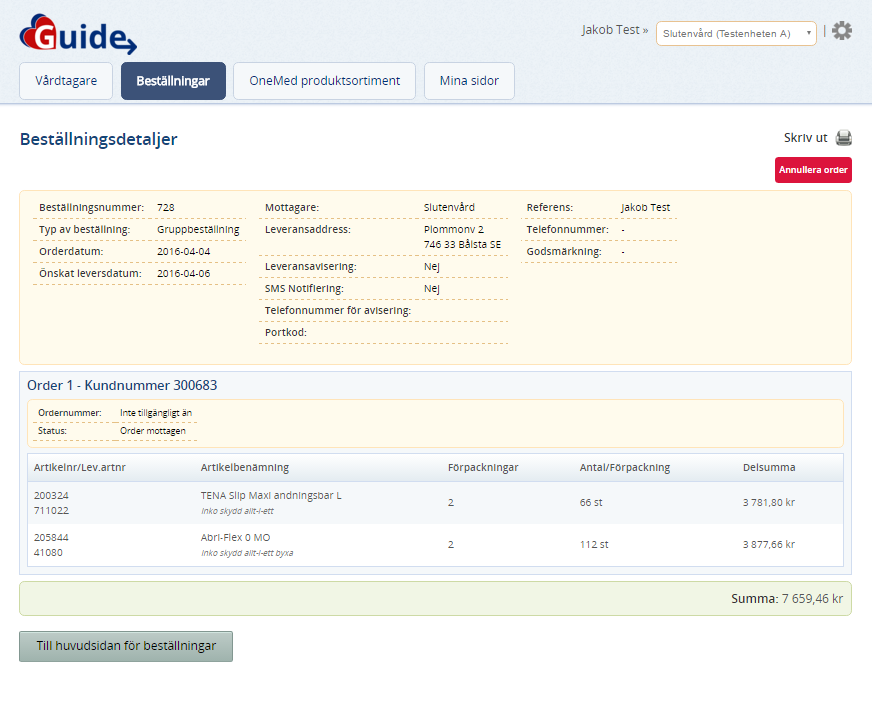 Guide
Jakob Test »
Slutenvård (Testenheten A)
|
Vårdtagare
Beställningar
OneMed produktsortiment
Mina sidor
Beställningsdetaljer
Skriv ut
Annullera order
Beställningsnummer: 728
Typ av beställning: Gruppbeställning
Orderdatum: 2016-04-04
Önskat leversdatum: 2016-04-06
Mottagare: Slutenvård
Leveransaddress: Plommonv 2
746 33 Bålsta SE
Leveransavisering: Nej
SMS Notifiering: Nej
Telefonnummer för avisering:
Portkod:
Referens: Jakob Test
Telefonnummer: -
Godsmärkning: -
Order 1 - Kundnummer 300683
Ordernummer: Inte tillgängligt än
Status: Order mottagen
Artikelnr/Lev.artnr Artikelbenämning Förpackningar Antal/Förpackning Delsumma
200324 TENA Slip Maxi andningsbar L 2 66 st 3 781,80 kr
711022 Inko skydd allt-i-ett
205844 Abri-Flex 0 MO 2 112 st 3 877,66 kr
41080 Inko skydd allt-i-ett byxa
Summa: 7 659,46 kr
Till huvudsidan för beställningar